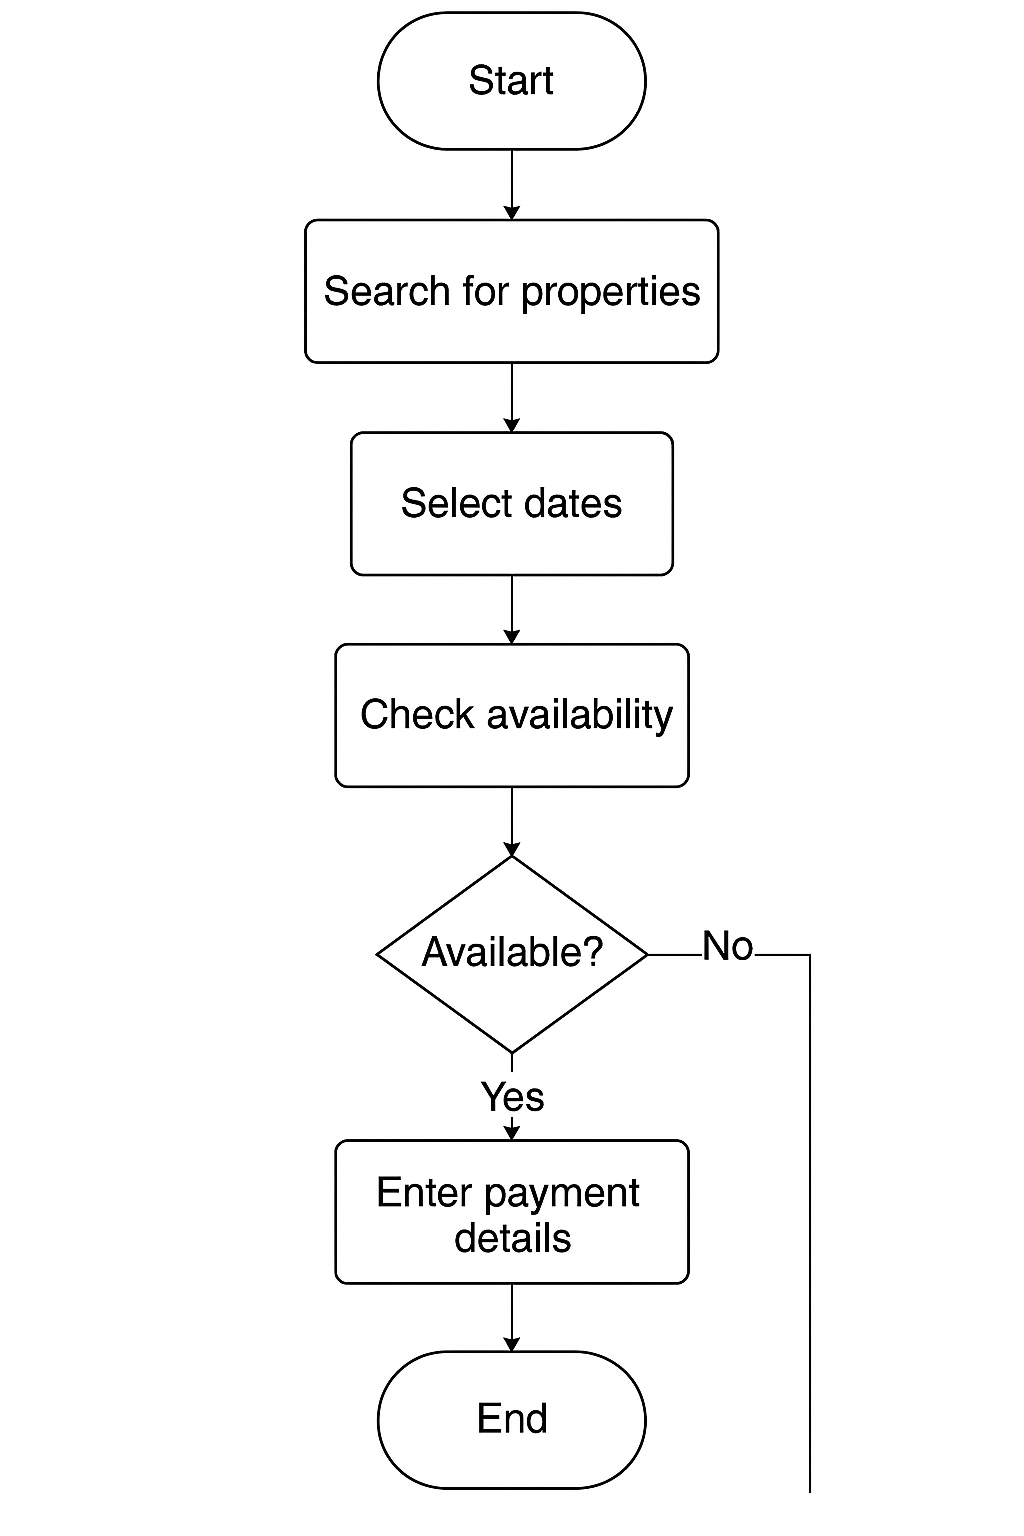 Start
Search for properties
Select dates
Check availability
Available?
No
Yes
Enter payment
details
End